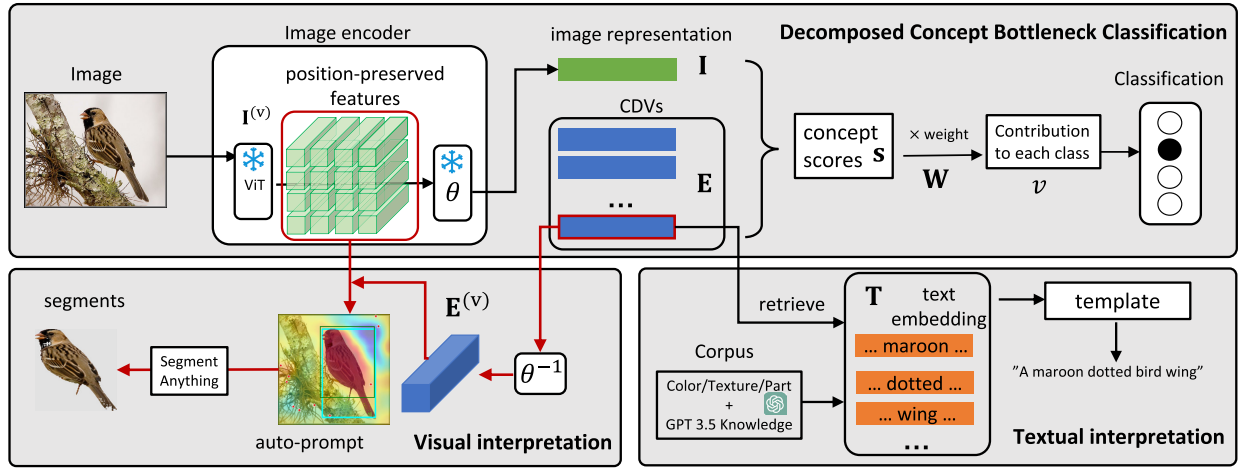 Decomposed Concept Bottleneck Classification
Image encoder
image representation
Image
position-preserved
features
I
I^(v)
CDVs
Classification
ViT
θ
E
...
concept
scores s
× weight
W
Contribution
to each class
v
Visual interpretation
segments
Segment
Anything
auto-prompt
E^(v)
θ^-1
retrieve
T
text
embedding
... maroon ...
... dotted ...
... wing ...
...
template
"A maroon dotted bird wing"
Corpus
Color/Texture/Part
+
GPT 3.5 Knowledge
Textual interpretation